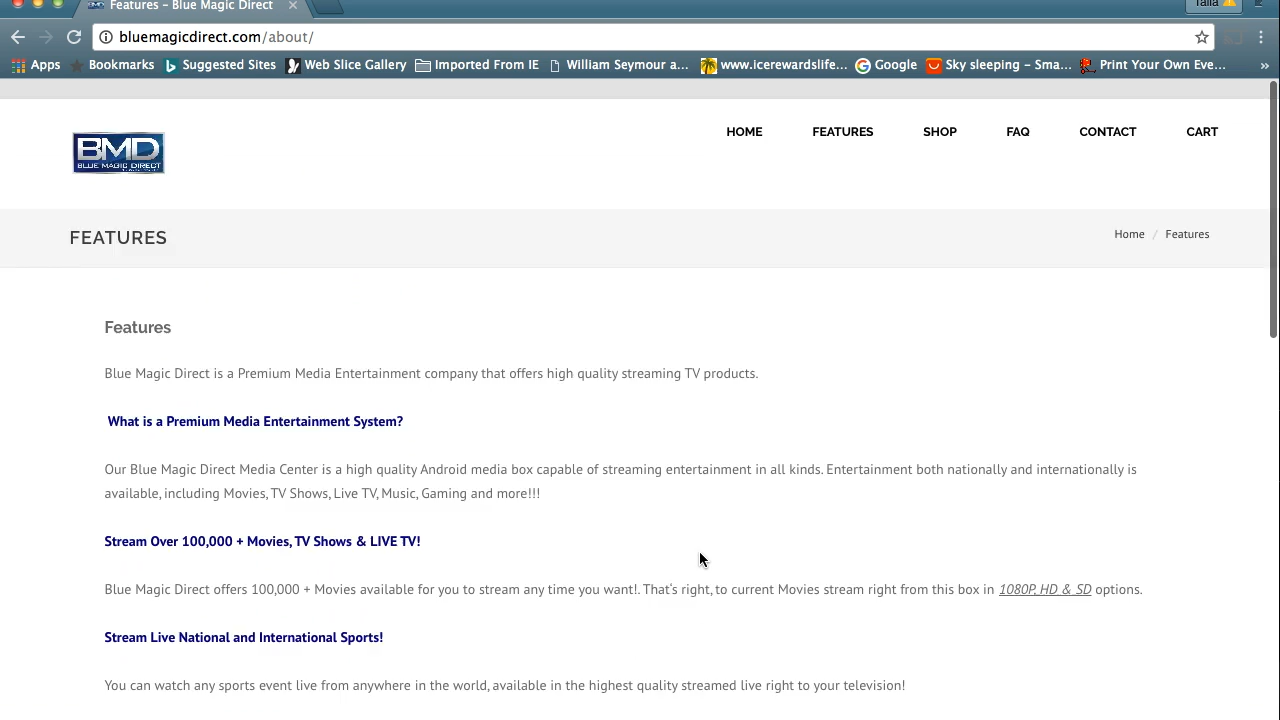 Features – Blue Magic Direct
Talia
bluemagicdirect.com/about/
Apps Bookmarks Suggested Sites Web Slice Gallery Imported From IE William Seymour a... www.icerewardslife... Google Sky sleeping – Sma... Print Your Own Eve... »
BMD
BLUE MAGIC DIRECT
HOME FEATURES SHOP FAQ CONTACT CART
FEATURES
Home / Features
Features
Blue Magic Direct is a Premium Media Entertainment company that offers high quality streaming TV products.
What is a Premium Media Entertainment System?
Our Blue Magic Direct Media Center is a high quality Android media box capable of streaming entertainment in all kinds. Entertainment both nationally and internationally is
available, including Movies, TV Shows, Live TV, Music, Gaming and more!!!
Stream Over 100,000 + Movies, TV Shows & LIVE TV!
Blue Magic Direct offers 100,000 + Movies available for you to stream any time you want!. That's right, to current Movies stream right from this box in 1080P, HD & SD options.
Stream Live National and International Sports!
You can watch any sports event live from anywhere in the world, available in the highest quality streamed live right to your television!